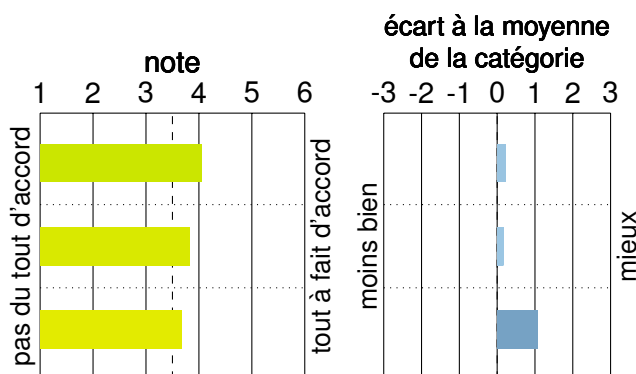 note
1 2 3 4 5 6
pas du tout d'accord
tout à fait d'accord
écart à la moyenne
de la catégorie
-3 -2 -1 0 1 2 3
moins bien
mieux